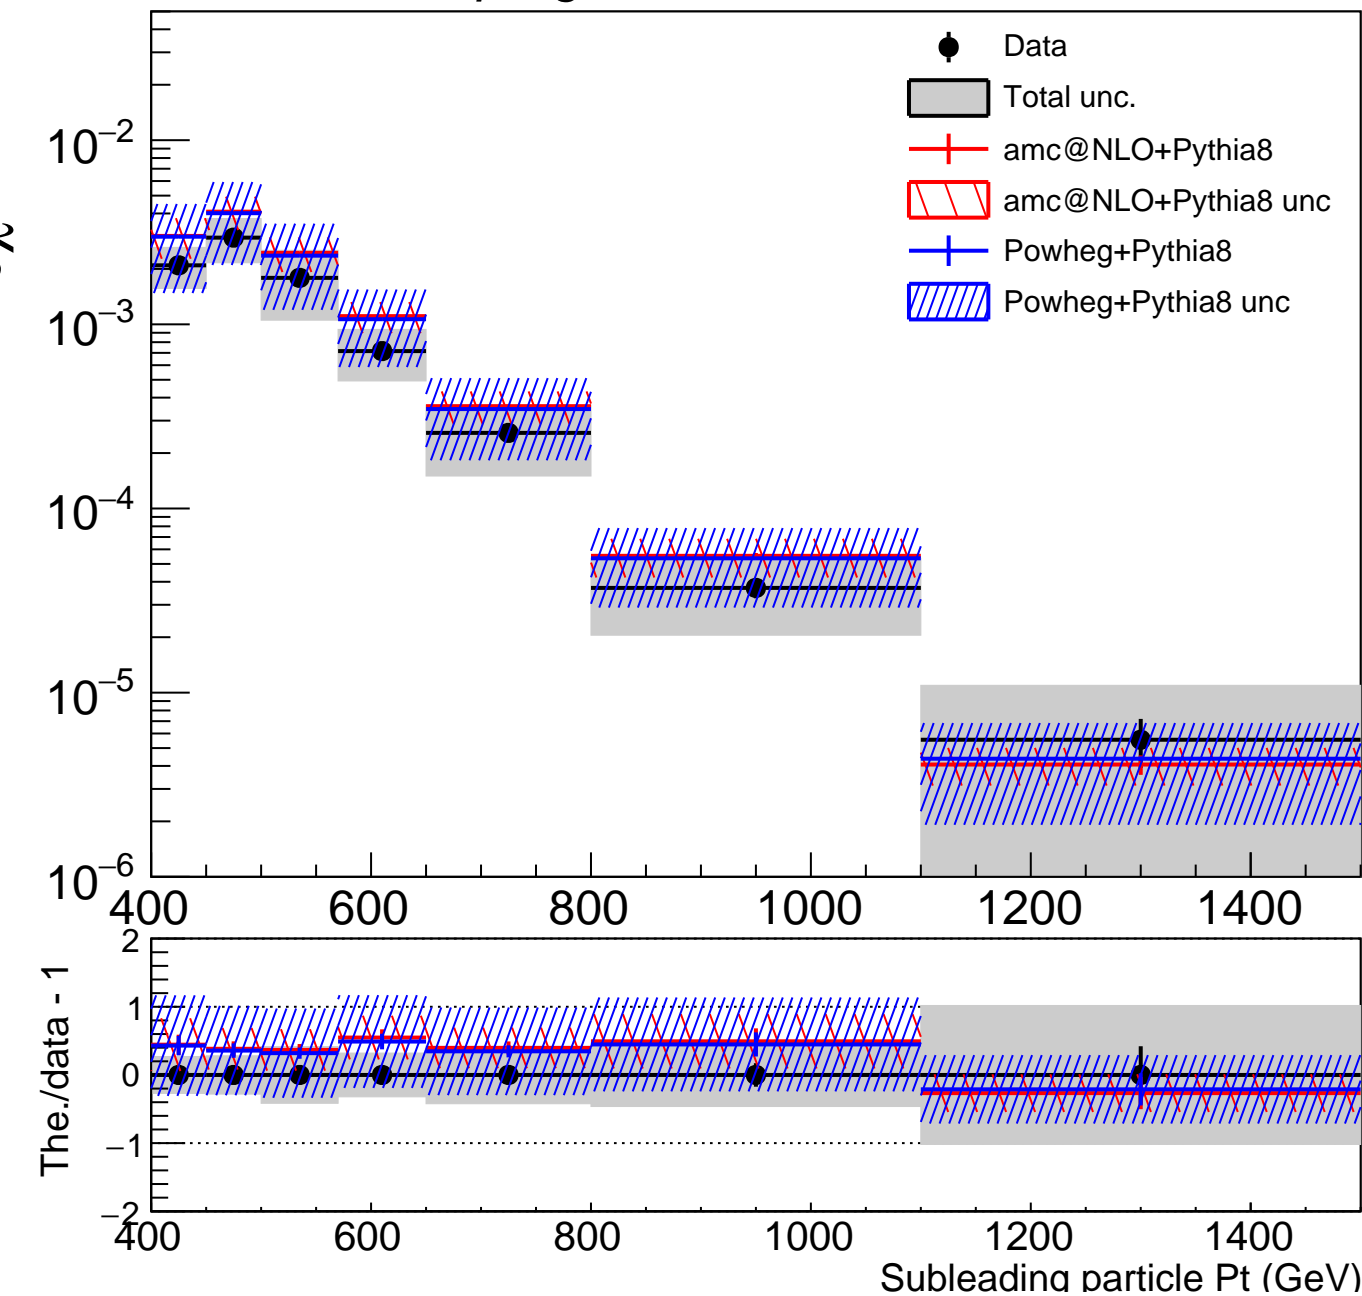 Data
Total unc.
amc@NLO+Pythia8
amc@NLO+Pythia8 unc
Powheg+Pythia8
Powheg+Pythia8 unc
10−2
10−3
10−4
10−5
10−6
400 600 800 1000 1200 1400
2
1
0
−1
−2
The./data - 1
400 600 800 1000 1200 1400
Subleading particle Pt (GeV)